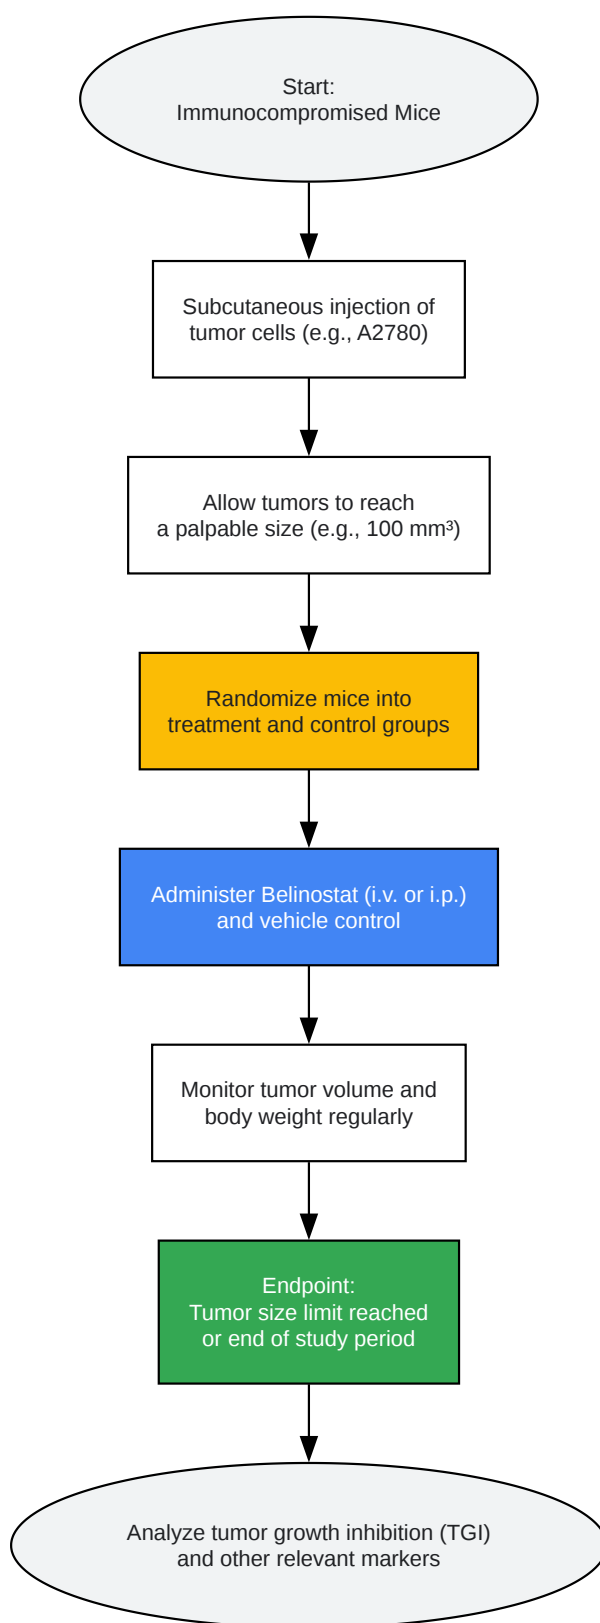 Start:
Immunocompromised Mice
Subcutaneous injection of
tumor cells (e.g., A2780)
Allow tumors to reach
a palpable size (e.g., 100 mm³)
Randomize mice into
treatment and control groups
Administer Belinostat (i.v. or i.p.)
and vehicle control
Monitor tumor volume and
body weight regularly
Endpoint:
Tumor size limit reached
or end of study period
Analyze tumor growth inhibition (TGI)
and other relevant markers